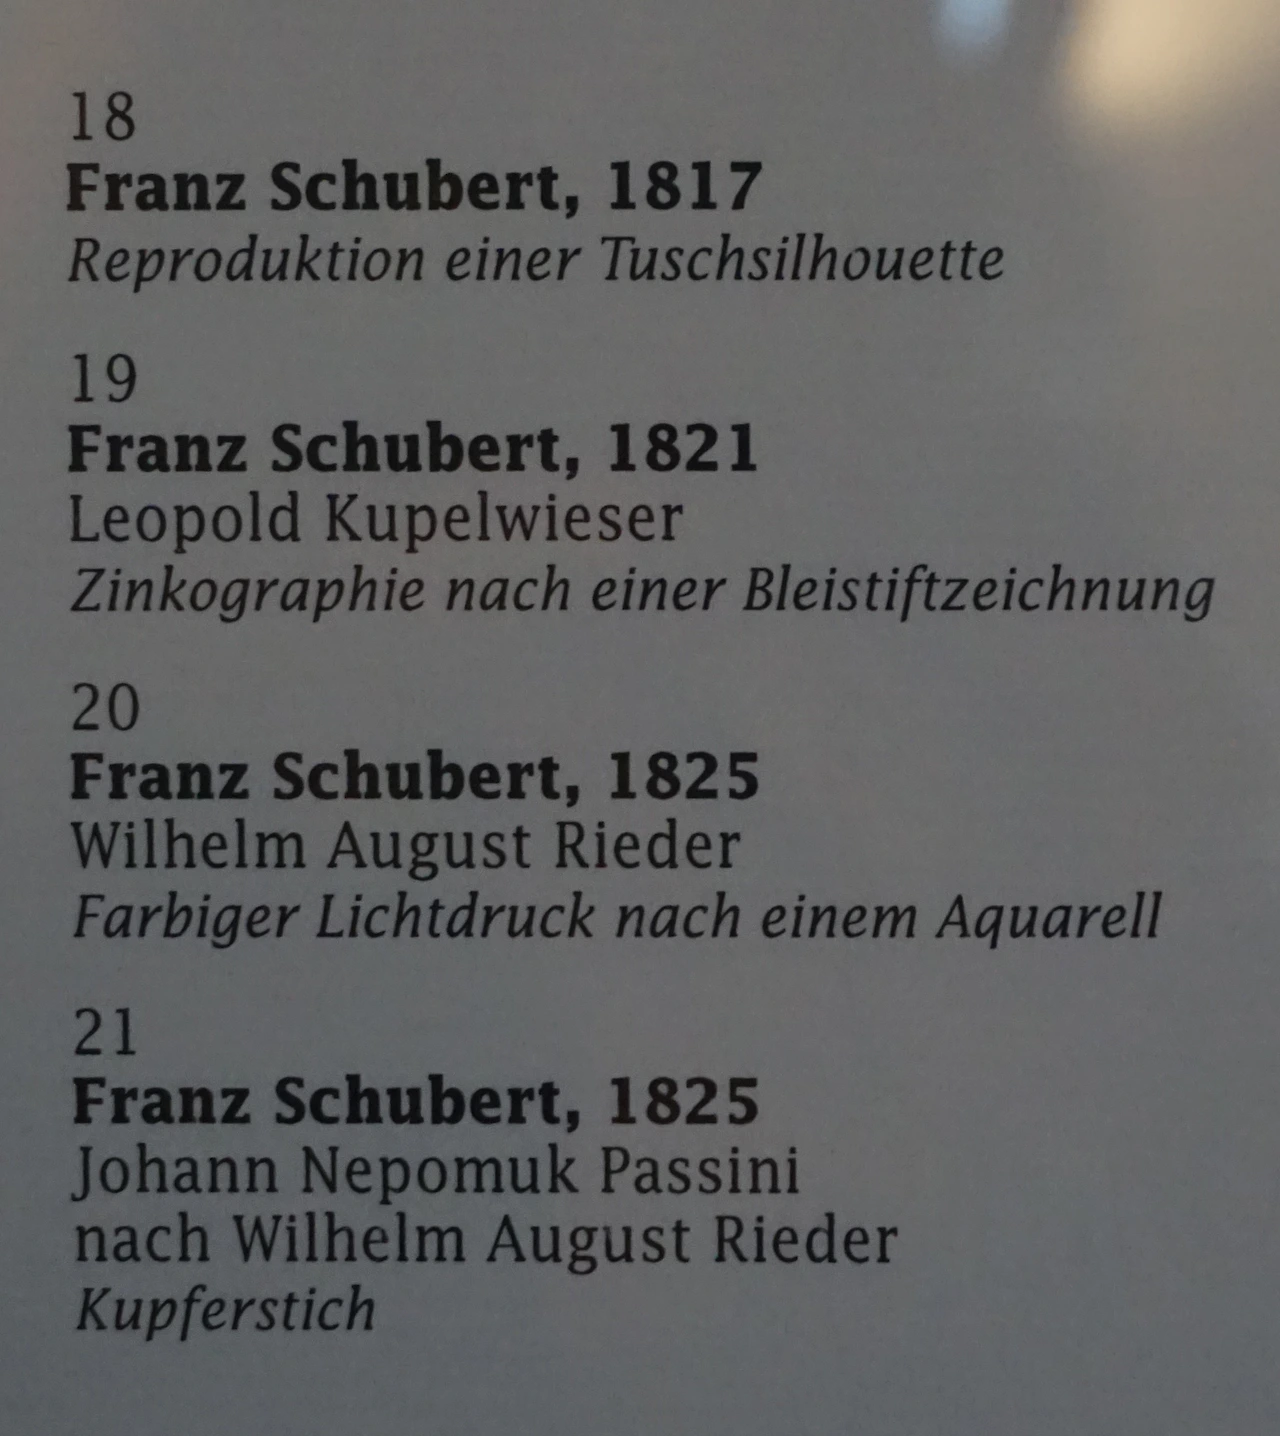 18
Franz Schubert, 1817
Reproduktion einer Tuschsilhouette
19
Franz Schubert, 1821
Leopold Kupelwieser
Zinkographie nach einer Bleistiftzeichnung
20
Franz Schubert, 1825
Wilhelm August Rieder
Farbiger Lichtdruck nach einem Aquarell
21
Franz Schubert, 1825
Johann Nepomuk Passini
nach Wilhelm August Rieder
Kupferstich